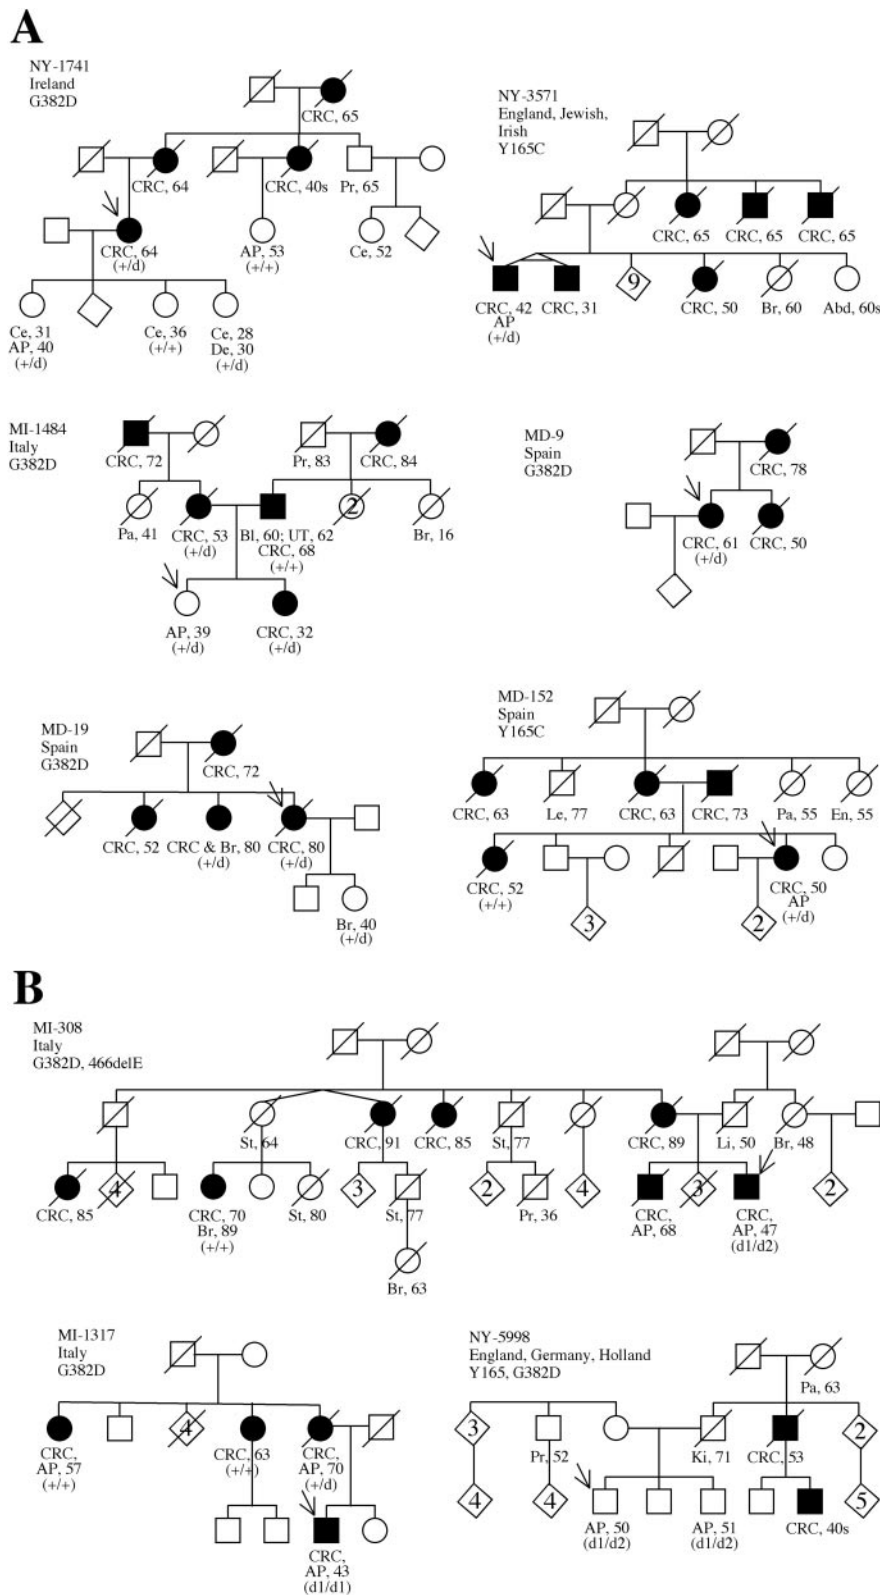 A
NY-1741
Ireland
G382D
CRC, 65
CRC, 64
CRC, 40s
Pr, 65
CRC, 64
(+/d)
AP, 53
(+/+)
Ce, 52
Ce, 31
AP, 40
(+/d)
Ce, 36
(+/+)
Ce, 28
De, 30
(+/d)
NY-3571
England, Jewish,
Irish
Y165C
CRC, 65
CRC, 65
CRC, 65
CRC, 42
AP
(+/d)
CRC, 31
9
CRC, 50
Br, 60
Abd, 60s
MI-1484
Italy
G382D
CRC, 72
Pr, 83
CRC, 84
Pa, 41
CRC, 53
(+/d)
Bl, 60; UT, 62
CRC, 68
(+/+)
2
Br, 16
AP, 39
(+/d)
CRC, 32
(+/d)
MD-9
Spain
G382D
CRC, 78
CRC, 61
(+/d)
CRC, 50
MD-19
Spain
G382D
CRC, 72
CRC, 52
CRC & Br, 80
(+/d)
CRC, 80
(+/d)
Br, 40
(+/d)
MD-152
Spain
Y165C
CRC, 63
Le, 77
CRC, 63
CRC, 73
Pa, 55
En, 55
CRC, 52
(+/+)
CRC, 50
AP
(+/d)
3
2
B
MI-308
Italy
G382D, 466delE
St, 64
CRC, 91
CRC, 85
St, 77
CRC, 89
Li, 50
Br, 48
CRC, 85
4
CRC, 70
Br, 89
(+/+)
St, 80
3
St, 77
2
Pr, 36
4
CRC,
AP, 68
3
CRC,
AP, 47
(d1/d2)
2
Br, 63
MI-1317
Italy
G382D
CRC,
AP, 57
(+/+)
4
CRC, 63
(+/+)
CRC,
AP, 70
(+/d)
CRC,
AP, 43
(d1/d1)
NY-5998
England, Germany, Holland
Y165, G382D
Pa, 63
3
Pr, 52
Ki, 71
CRC, 53
2
4
4
AP, 50
(d1/d2)
AP, 51
(d1/d2)
CRC, 40s
5